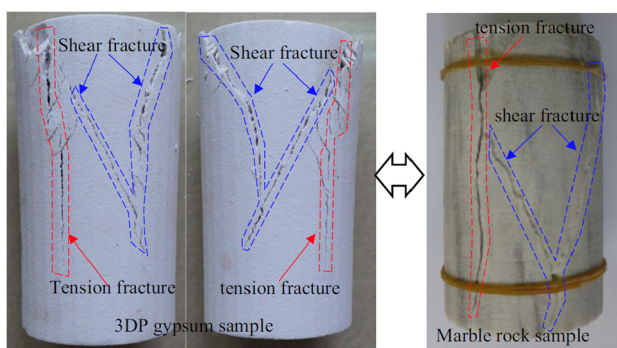 Shear fracture
Tension fracture
Shear fracture
tension fracture
3DP gypsum sample
tension fracture
shear fracture
Marble rock sample